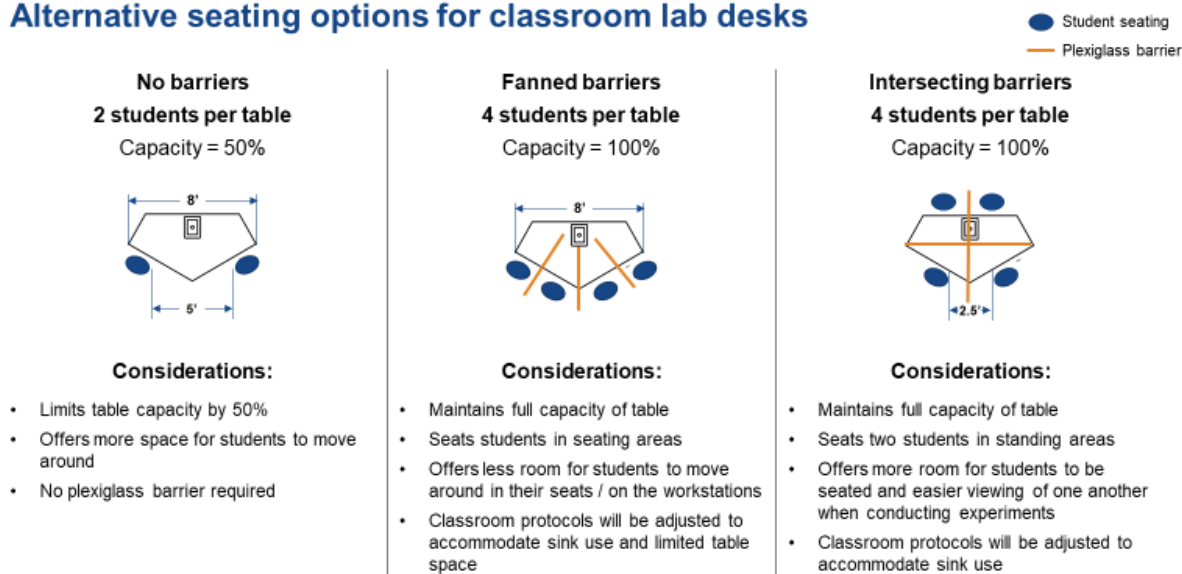 Alternative seating options for classroom lab desks
Student seating
Plexiglass barrier
No barriers
2 students per table
Capacity = 50%
8'
5'
Considerations:
• Limits table capacity by 50%
• Offers more space for students to move
around
• No plexiglass barrier required
Fanned barriers
4 students per table
Capacity = 100%
8'
Considerations:
• Maintains full capacity of table
• Seats students in seating areas
• Offers less room for students to move
around in their seats / on the workstations
• Classroom protocols will be adjusted to
accommodate sink use and limited table
space
Intersecting barriers
4 students per table
Capacity = 100%
2.5'
Considerations:
• Maintains full capacity of table
• Seats two students in standing areas
• Offers more room for students to be
seated and easier viewing of one another
when conducting experiments
• Classroom protocols will be adjusted to
accommodate sink use